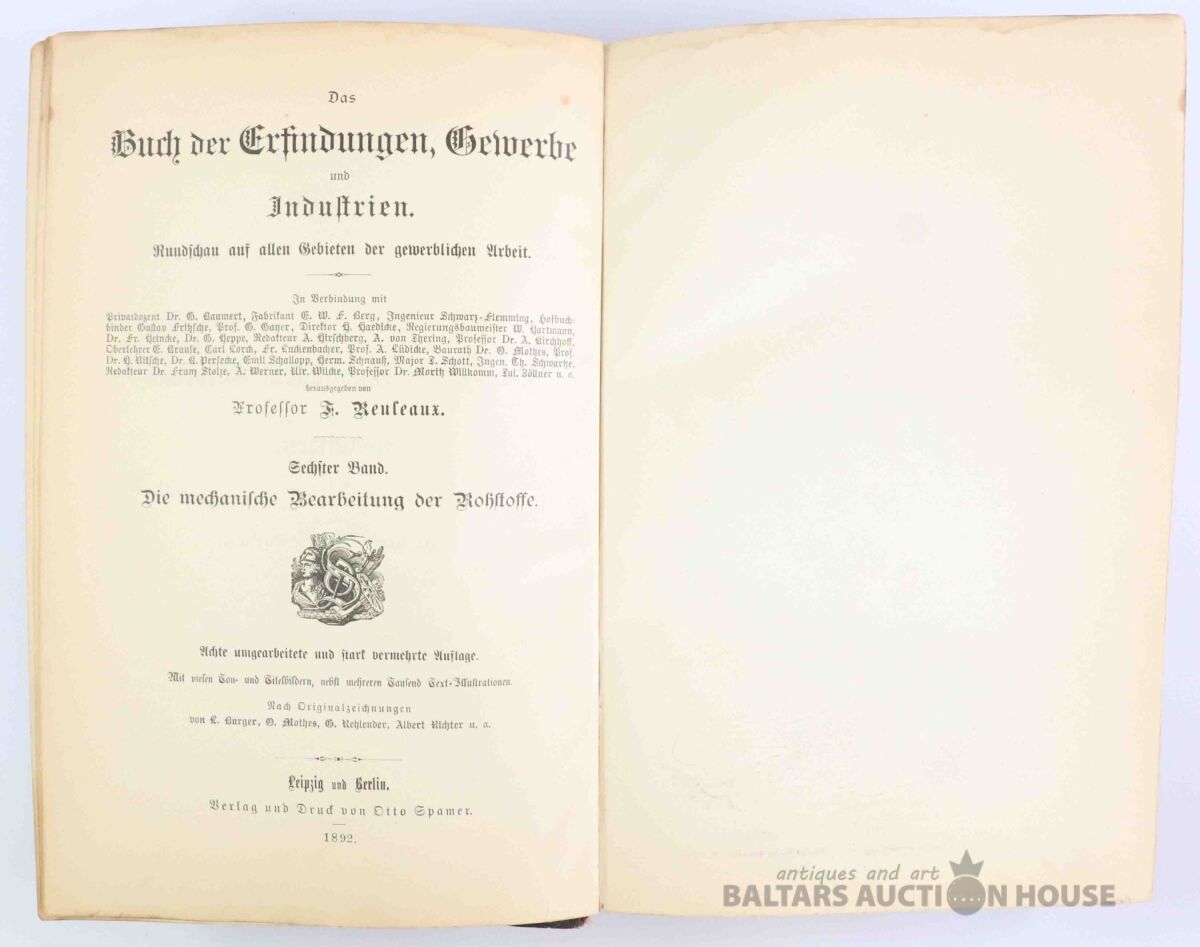 Das
Buch der Erfindungen, Gewerbe
und
Industrien.
Rundschau auf allen Gebieten der gewerblichen Arbeit.
In Verbindung mit
Privatdozent Dr. G. Baumert, Fabrikant C. W. F. Berg, Ingenieur Schwarz-Flemming, Hofbuch-
binder Gustav Fritzsche, Prof. G. Gayer, Direktor H. Haedicke, Regierungsbaumeister W. Hartmann,
Dr. Fr. Heincke, Dr. G. Heppe, Redakteur A. Hirschberg, A. von Ihering, Professor Dr. A. Kirchhoff,
Oberlehrer E. Krause, Carl Lorck, Fr. Luckenbacher, Prof. A. Lüdicke, Baurath Dr. O. Mothes, Prof.
Dr. H. Nitsche, Dr. K. Persecke, Emil Schallopp, Herm. Schnauß, Major J. Schott, Ingen. Th. Schwartze,
Redakteur Dr. Franz Stolze, A. Werner, Ulr. Wilcke, Professor Dr. Moritz Willkomm, Jul. Zöllner u. a.
herausgegeben von
Professor F. Reuleaux.
Sechster Band.
Die mechanische Bearbeitung der Rohstoffe.
Achte umgearbeitete und stark vermehrte Auflage.
Mit vielen Ton- und Titelbildern, nebst mehreren Tausend Text-Illustrationen.
Nach Originalzeichnungen
von L. Burger, O. Mothes, G. Rehlender, Albert Richter u. a.
Leipzig und Berlin.
Verlag und Druck von Otto Spamer.
1892.
antiques and art
BALTARS AUCTION HOUSE